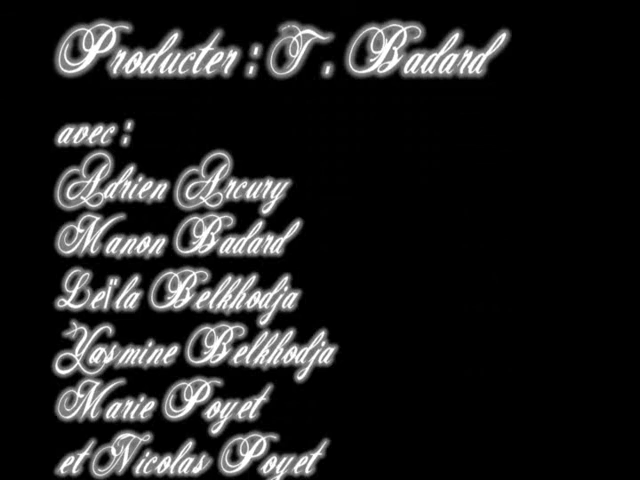 Producter : T . Badard
avec :
Adrien Arcury
Manon Badard
Leïla Belkhodja
Yasmine Belkhodja
Marie Poyet
et Nicolas Poyet